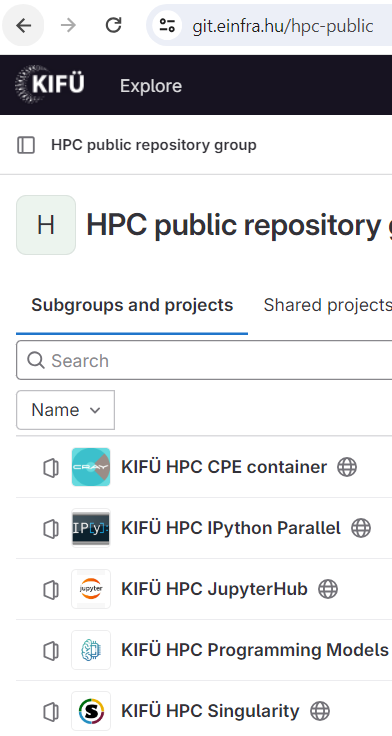 git.einfra.hu/hpc-public
KIFÜ Explore
HPC public repository group
H HPC public repository g
Subgroups and projects Shared projects
Search
Name
CRAY KIFÜ HPC CPE container
IP[y]: KIFÜ HPC IPython Parallel
jupyter KIFÜ HPC JupyterHub
KIFÜ HPC Programming Models
S KIFÜ HPC Singularity